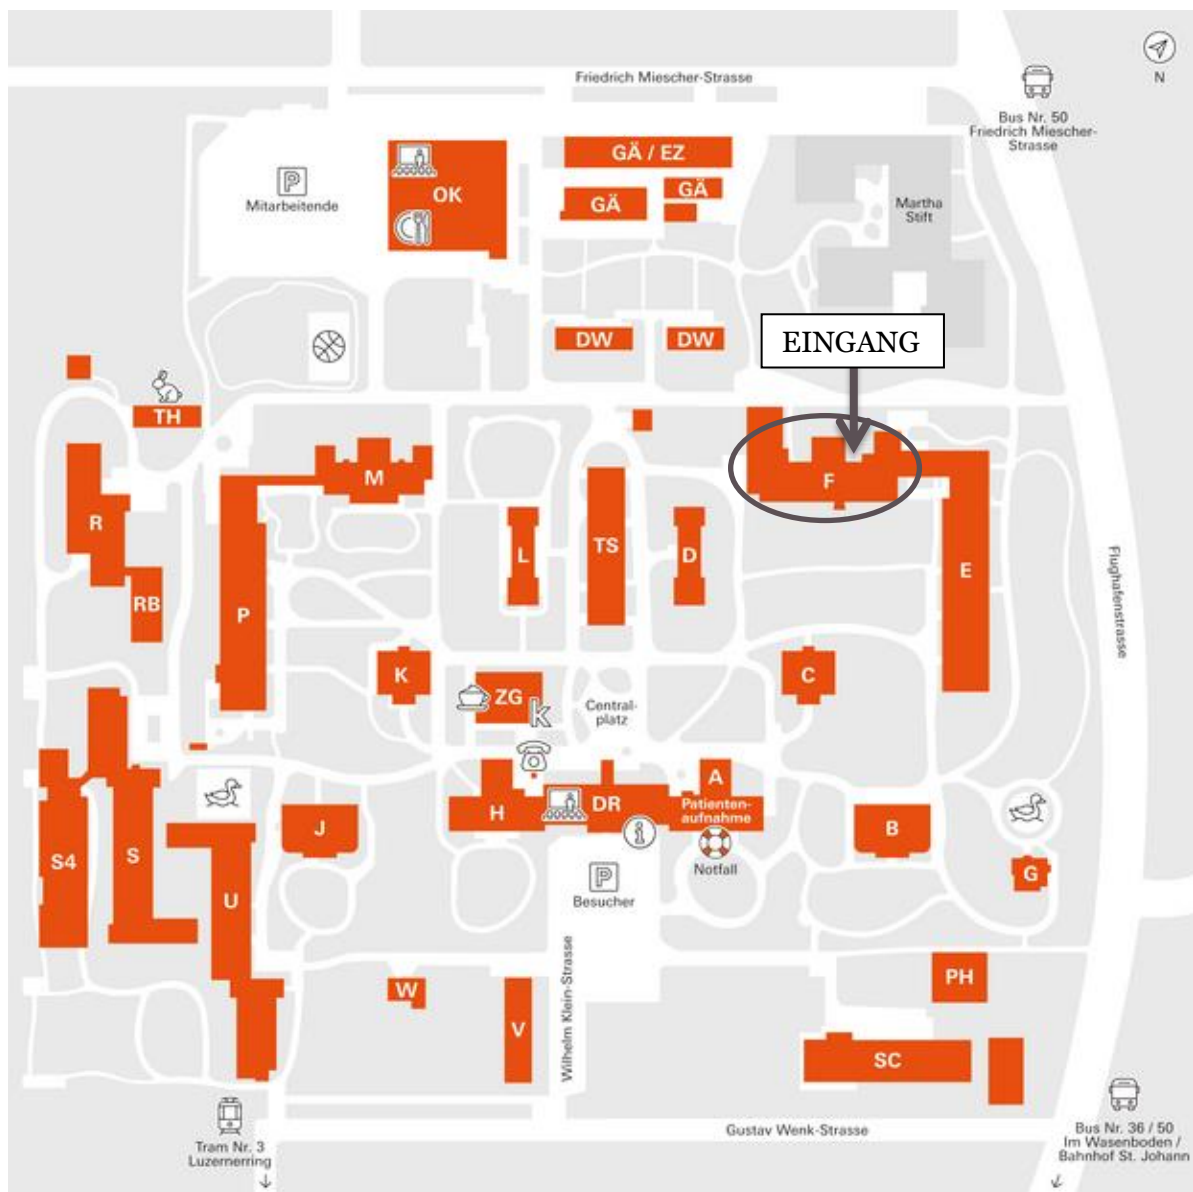 Friedrich Miescher-Strasse
N
Bus Nr. 50
Friedrich Miescher-
Strasse
P
Mitarbeitende
OK
GÄ / EZ
GÄ
GÄ
Martha
Stift
DW
DW
EINGANG
TH
M
F
R
L
TS
D
E
RB
P
Flughafenstrasse
K
ZG
k
Central-
platz
C
A
Patienten-
aufnahme
H
DR
i
Notfall
J
B
S4
S
U
G
P
Besucher
Wilhelm Klein-Strasse
W
V
PH
SC
Tram Nr. 3
Luzernerring
Gustav Wenk-Strasse
Bus Nr. 36 / 50
Im Wasenboden /
Bahnhof St. Johann